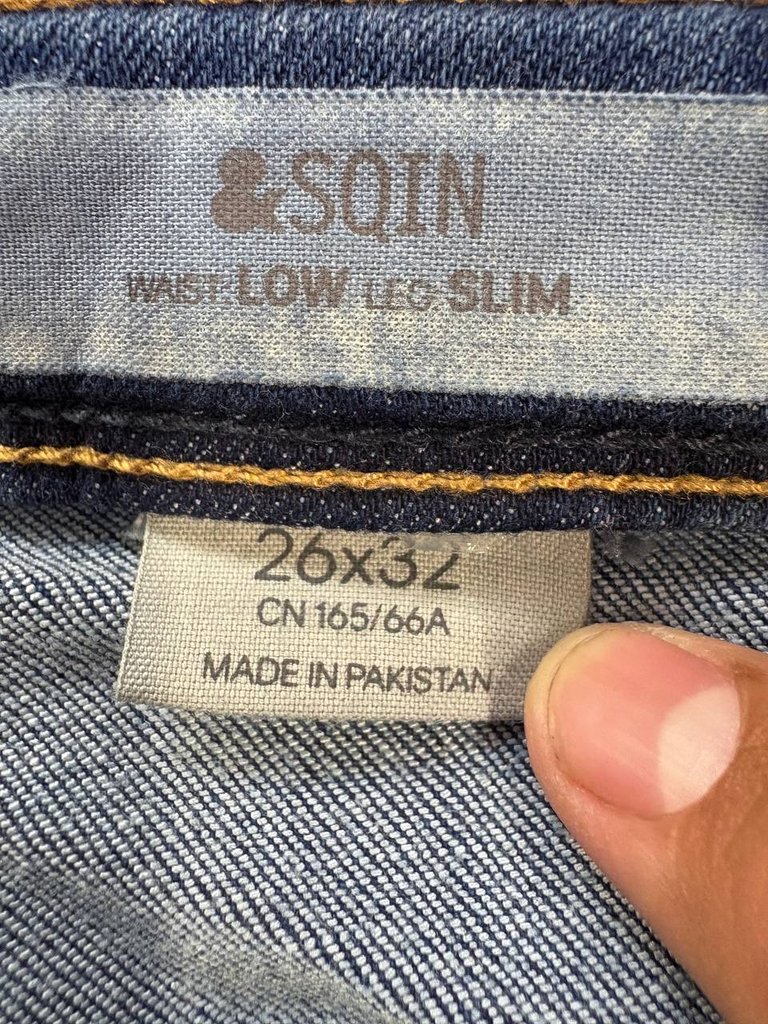 &SQIN
WAIST: LOW LEG: SLIM
26x32
CN 165/66A
MADE IN PAKISTAN